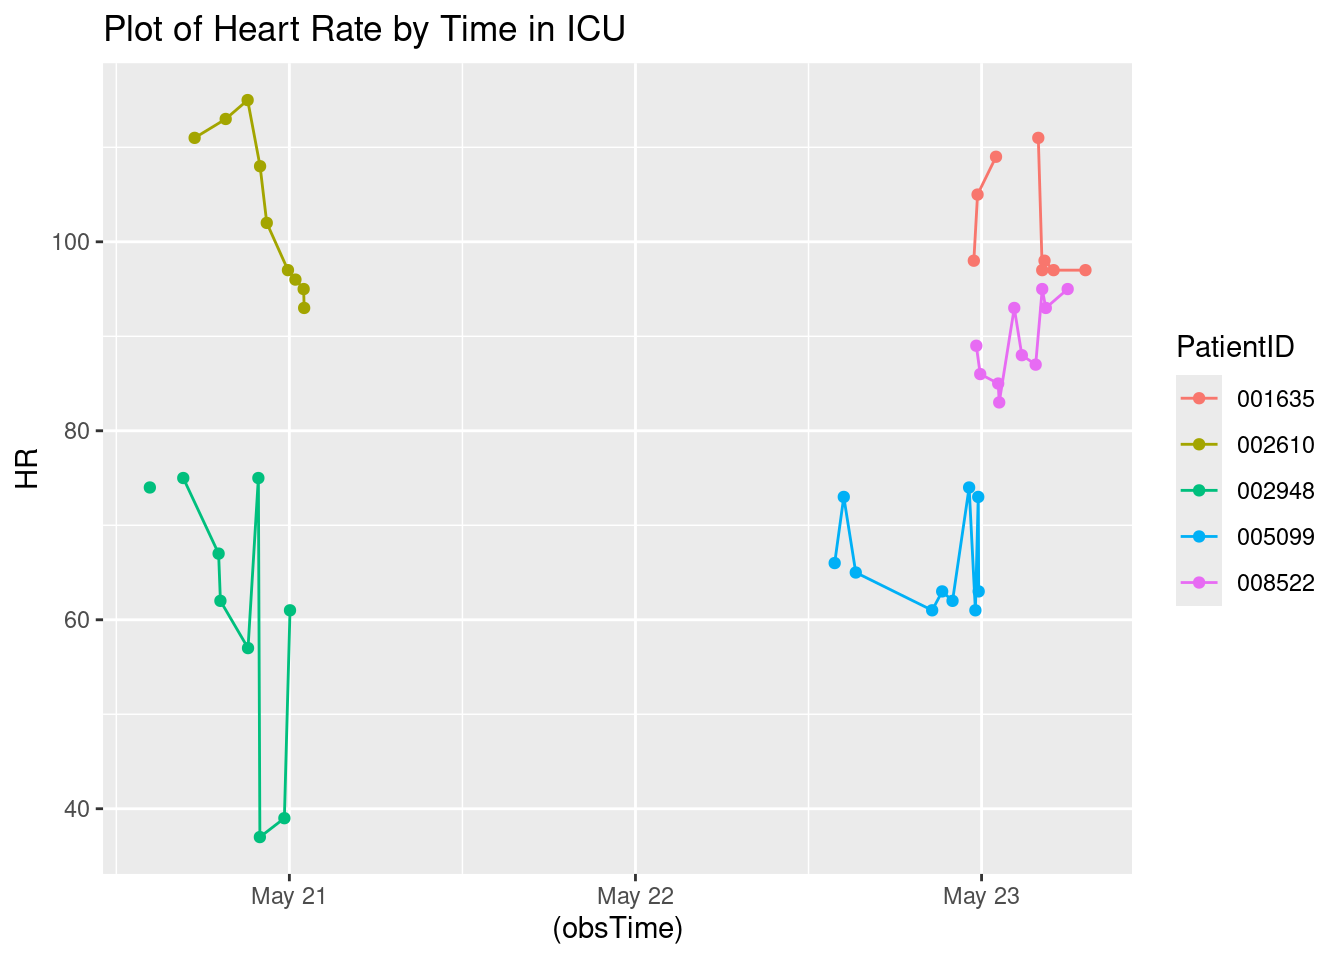 Plot of Heart Rate by Time in ICU
HR
100
80
60
40
May 21
May 22
May 23
(obsTime)
PatientID
001635
002610
002948
005099
008522